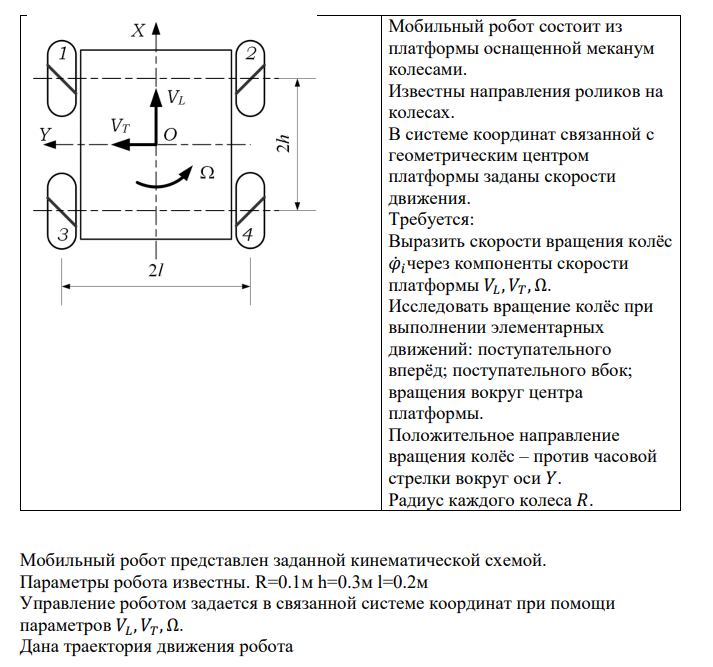 X
1
2
V_L
V_T
Y
O
2h
Ω
3
4
2l
Мобильный робот состоит из
платформы оснащенной меканум
колесами.
Известны направления роликов на
колесах.
В системе координат связанной с
геометрическим центром
платформы заданы скорости
движения.
Требуется:
Выразить скорости вращения колёс
φ̇_i через компоненты скорости
платформы V_L, V_T, Ω.
Исследовать вращение колёс при
выполнении элементарных
движений: поступательного
вперёд; поступательного вбок;
вращения вокруг центра
платформы.
Положительное направление
вращения колёс – против часовой
стрелки вокруг оси Y.
Радиус каждого колеса R.
Мобильный робот представлен заданной кинематической схемой.
Параметры робота известны. R=0.1м h=0.3м l=0.2м
Управление роботом задается в связанной системе координат при помощи
параметров V_L, V_T, Ω.
Дана траектория движения робота